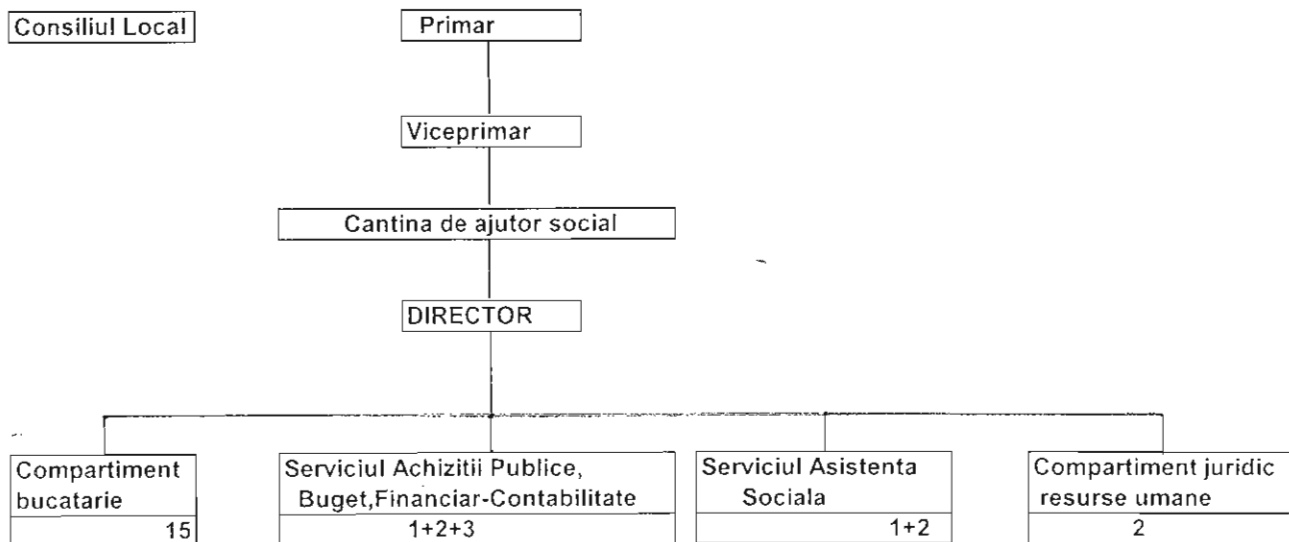 Consiliul Local
Primar
Viceprimar
Cantina de ajutor social
DIRECTOR
Compartiment
bucatarie
15
Serviciul Achizitii Publice,
Buget,Financiar-Contabilitate
1+2+3
Serviciul Asistenta
Sociala
1+2
Compartiment juridic
resurse umane
2